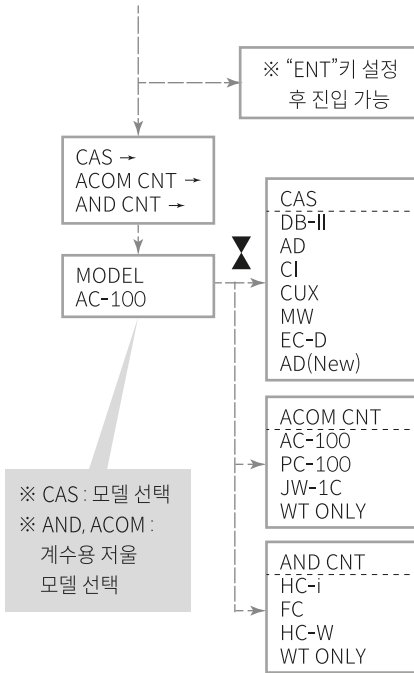 ※ “ENT”키 설정
후 진입 가능
CAS →
ACOM CNT →
AND CNT →
MODEL
AC-100
CAS
DB-II
AD
CI
CUX
MW
EC-D
AD(New)
ACOM CNT
AC-100
PC-100
JW-1C
WT ONLY
AND CNT
HC-i
FC
HC-W
WT ONLY
※ CAS : 모델 선택
※ AND, ACOM :
계수용 저울
모델 선택